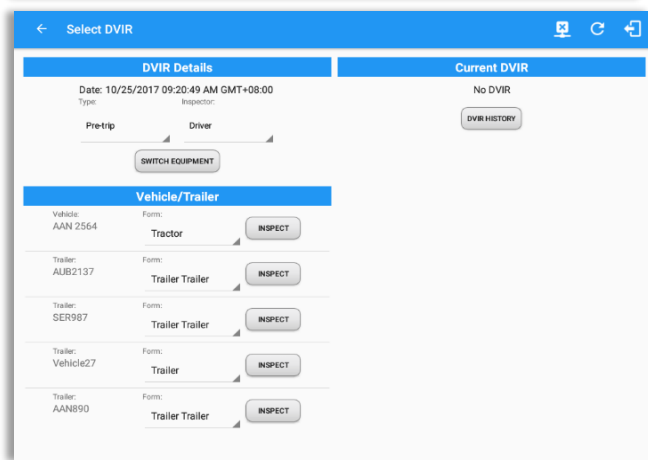 Select DVIR
DVIR Details
Date: 10/25/2017 09:20:49 AM GMT+08:00
Type: Inspector:
Pre-trip Driver
SWITCH EQUIPMENT
Vehicle/Trailer
Vehicle: Form:
AAN 2564 Tractor INSPECT
Trailer: Form:
AUB2137 Trailer Trailer INSPECT
Trailer: Form:
SER987 Trailer Trailer INSPECT
Trailer: Form:
Vehicle27 Trailer INSPECT
Trailer: Form:
AAN890 Trailer Trailer INSPECT
Current DVIR
No DVIR
DVIR HISTORY